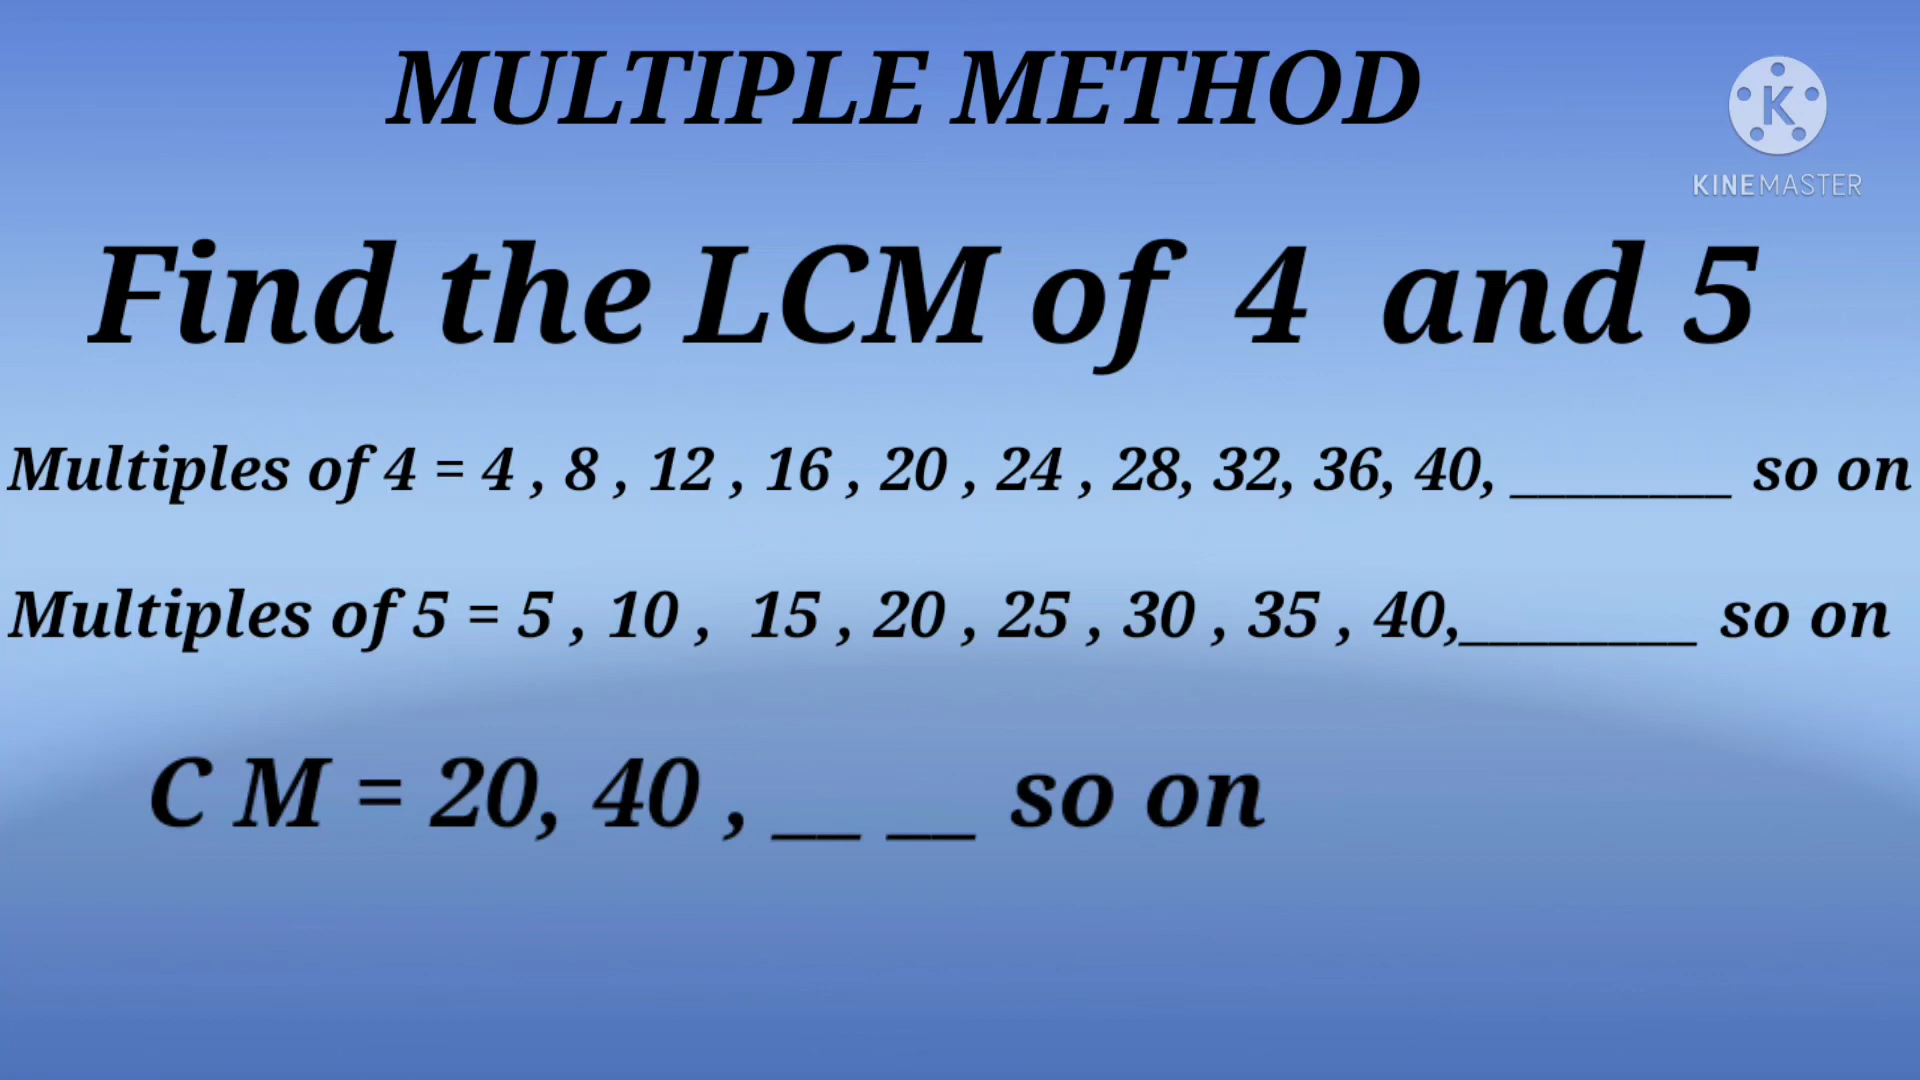 MULTIPLE METHOD
K
KINEMASTER
Find the LCM of 4 and 5
Multiples of 4 = 4 , 8 , 12 , 16 , 20 , 24 , 28, 32, 36, 40, ________ so on
Multiples of 5 = 5 , 10 , 15 , 20 , 25 , 30 , 35 , 40,________ so on
C M = 20, 40 , __ __ so on